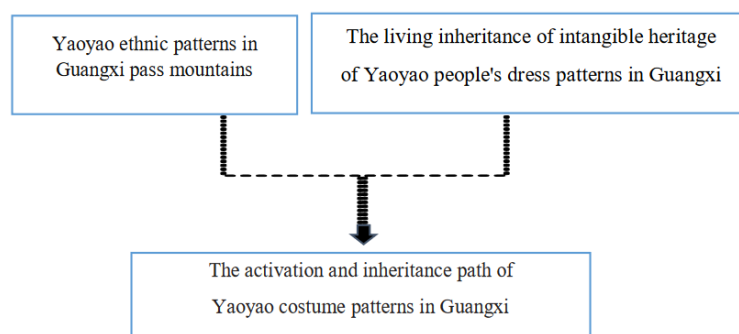 Yaoyao ethnic patterns in
Guangxi pass mountains
The living inheritance of intangible heritage
of Yaoyao people's dress patterns in Guangxi
The activation and inheritance path of
Yaoyao costume patterns in Guangxi